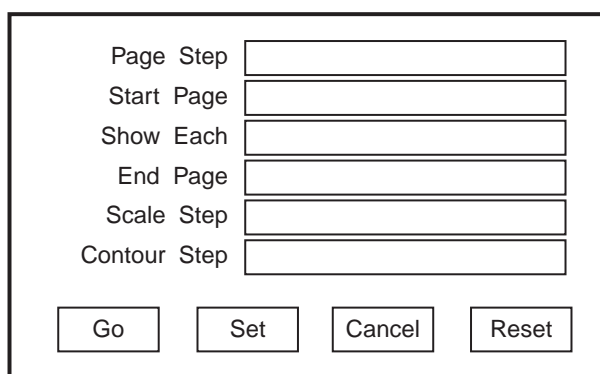 Page Step
Start Page
Show Each
End Page
Scale Step
Contour Step
Go Set Cancel Reset